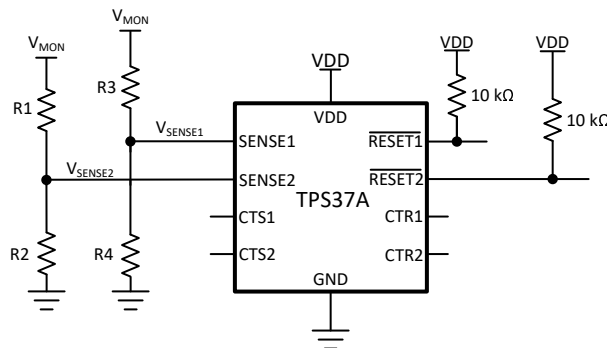 VMON
VMON
R1
R3
VSENSE1
VSENSE2
R2
R4
VDD
VDD
SENSE1
SENSE2
CTS1
CTS2
TPS37A
RESET1
RESET2
CTR1
CTR2
GND
VDD
10 kΩ
VDD
10 kΩ